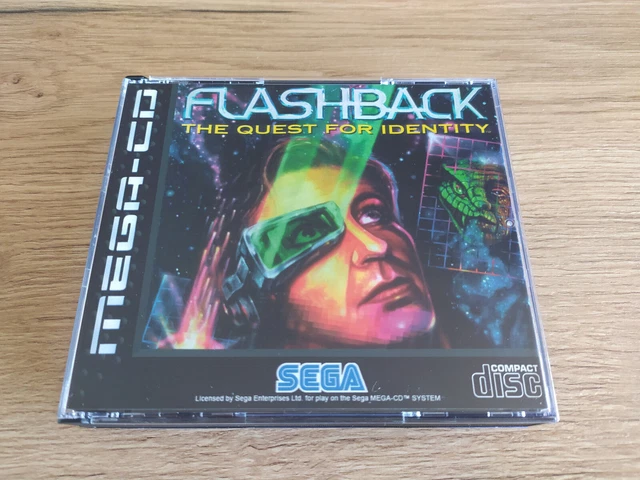 FLASHBACK
THE QUEST FOR IDENTITY
MEGA-CD
SEGA
COMPACT
disc
Licensed by Sega Enterprises Ltd. for play on the Sega MEGA-CD™ SYSTEM